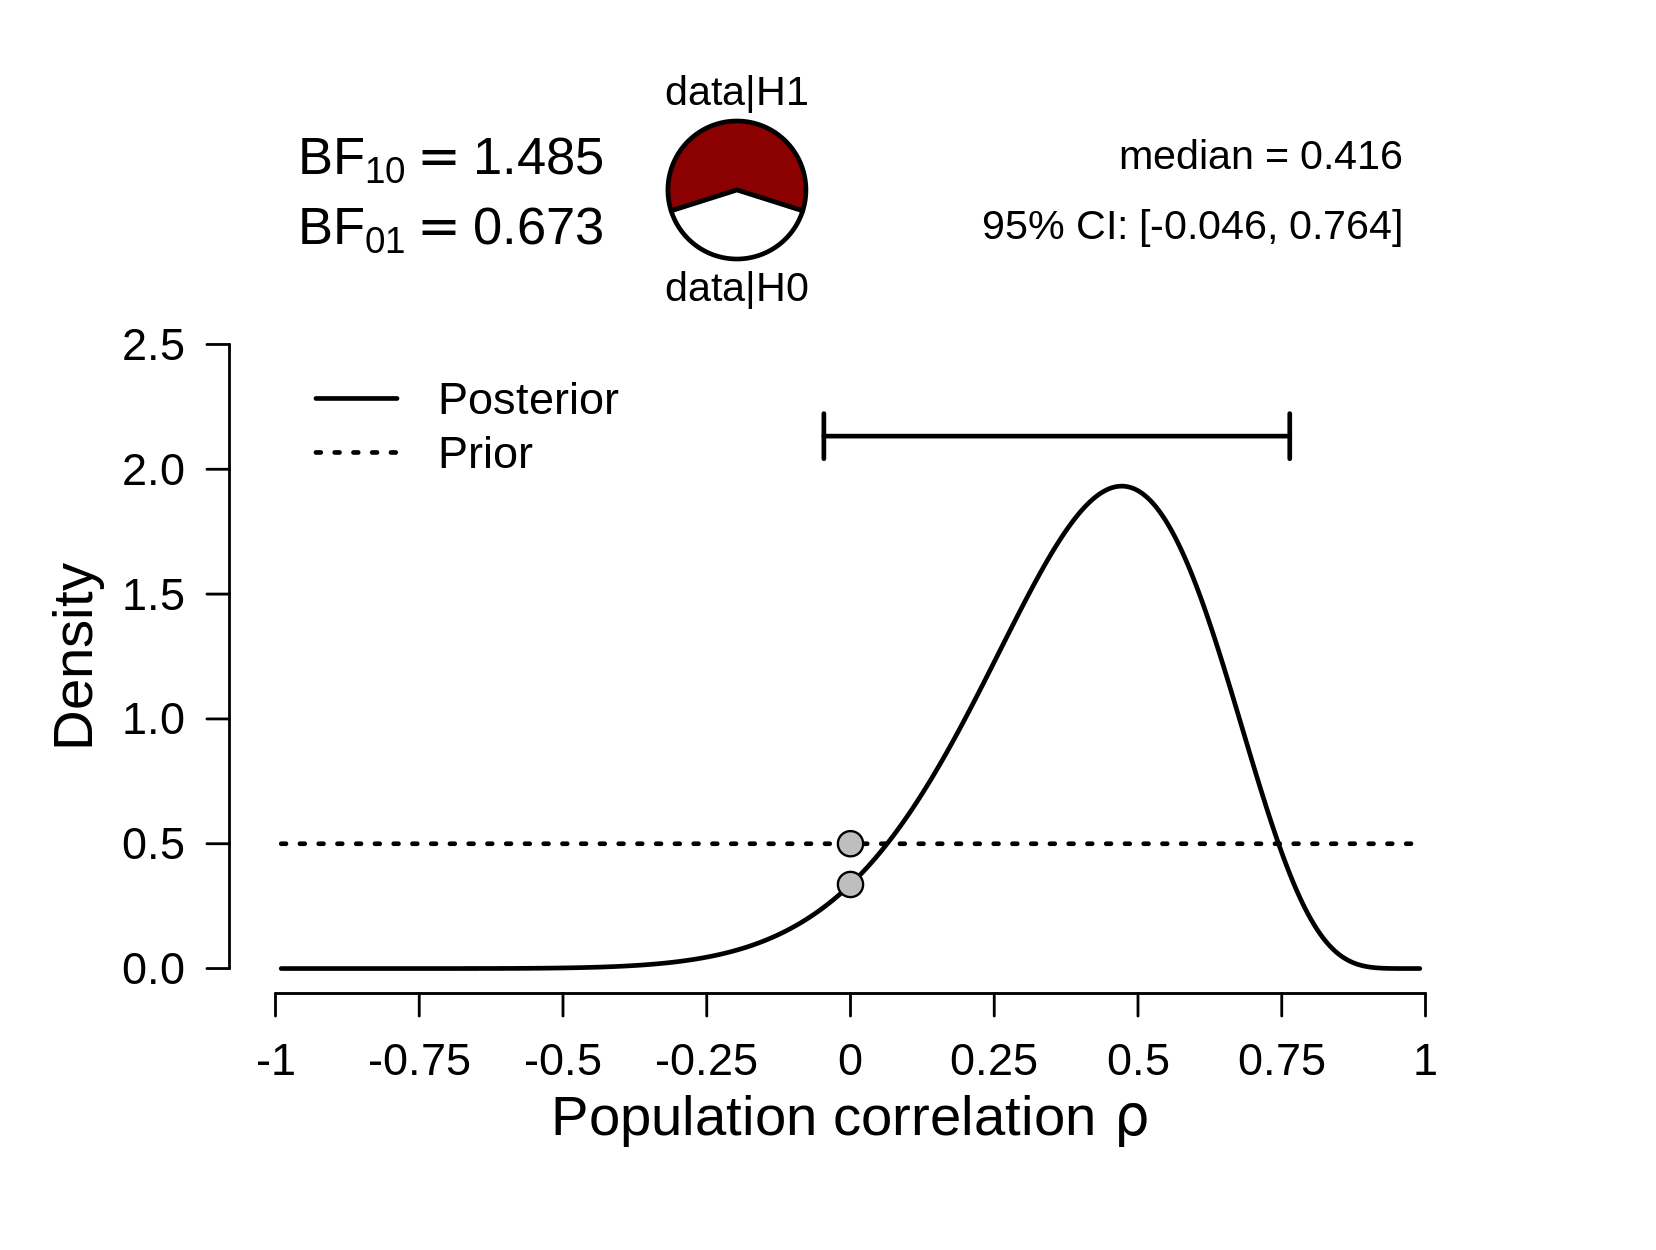 data|H1
BF10 = 1.485
BF01 = 0.673
data|H0
median = 0.416
95% CI: [-0.046, 0.764]
Posterior
Prior
Density
2.5
2.0
1.5
1.0
0.5
0.0
-1 -0.75 -0.5 -0.25 0 0.25 0.5 0.75 1
Population correlation ρ